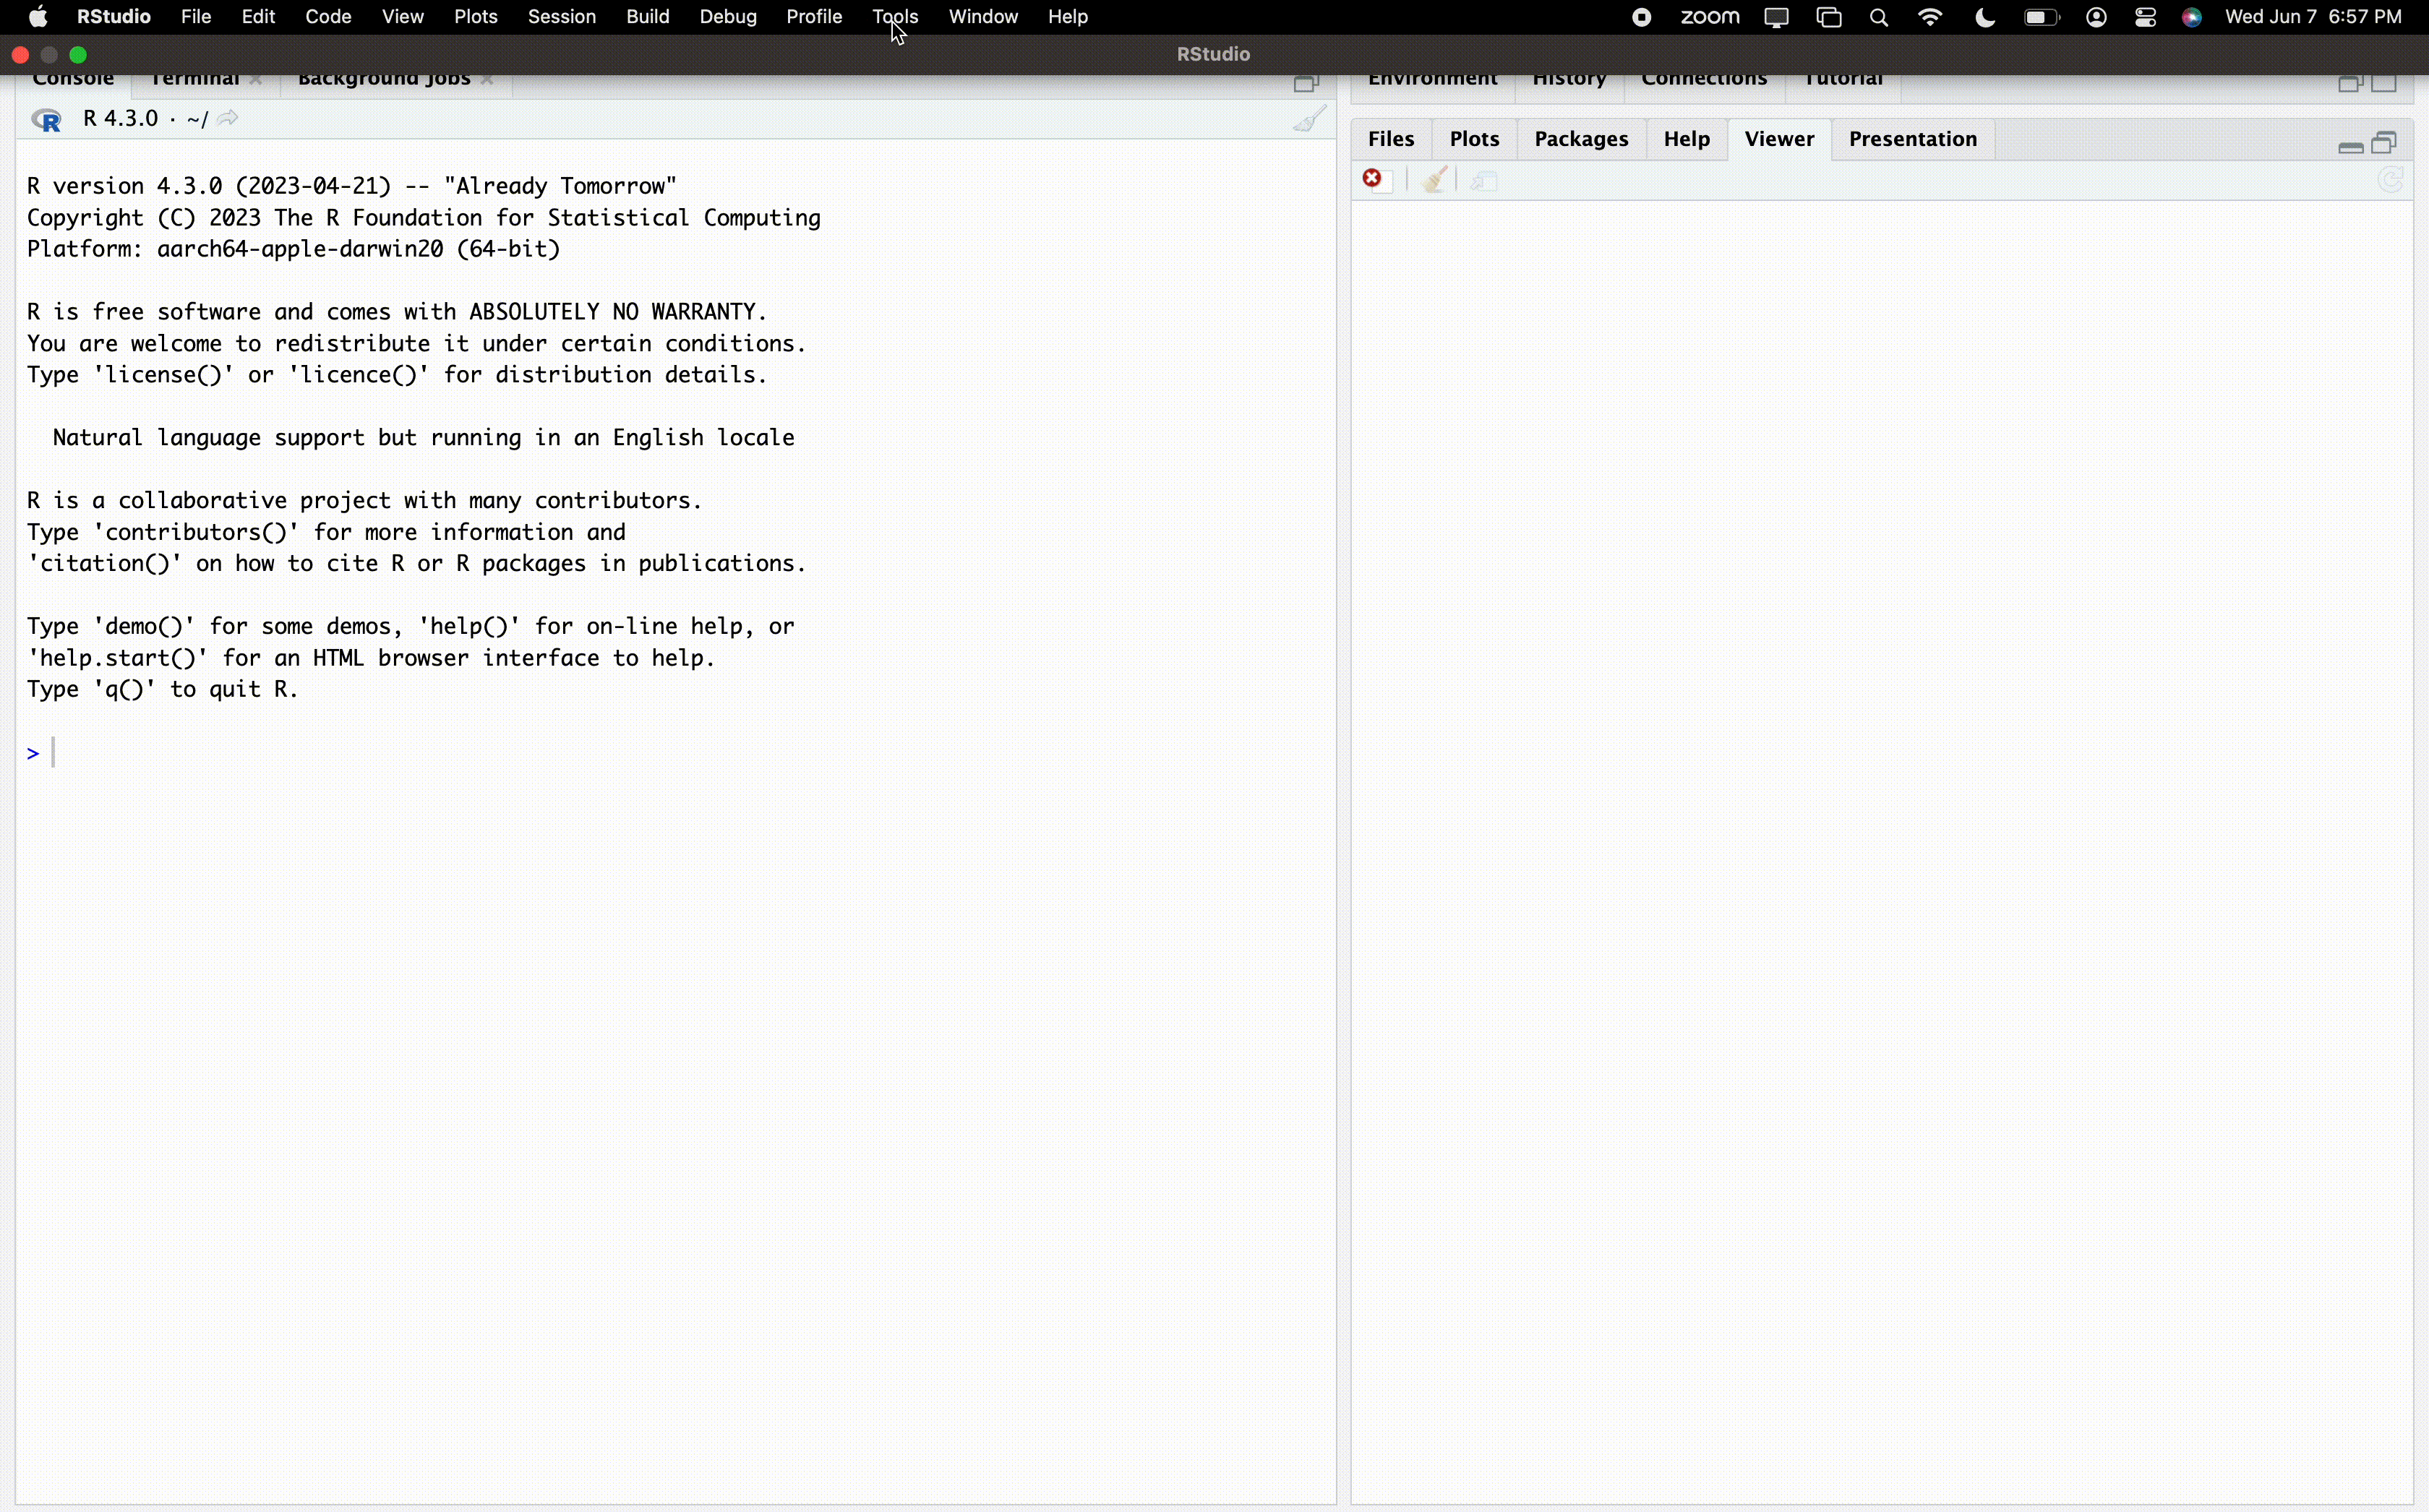 RStudio File Edit Code View Plots Session Build Debug Profile Tools Window Help zoom Wed Jun 7 6:57 PM
RStudio
Console Terminal Background Jobs
R 4.3.0 · ~/
R version 4.3.0 (2023-04-21) -- "Already Tomorrow"
Copyright (C) 2023 The R Foundation for Statistical Computing
Platform: aarch64-apple-darwin20 (64-bit)
R is free software and comes with ABSOLUTELY NO WARRANTY.
You are welcome to redistribute it under certain conditions.
Type 'license()' or 'licence()' for distribution details.
Natural language support but running in an English locale
R is a collaborative project with many contributors.
Type 'contributors()' for more information and
'citation()' on how to cite R or R packages in publications.
Type 'demo()' for some demos, 'help()' for on-line help, or
'help.start()' for an HTML browser interface to help.
Type 'q()' to quit R.
>
Environment History Connections Tutorial
Files Plots Packages Help Viewer Presentation